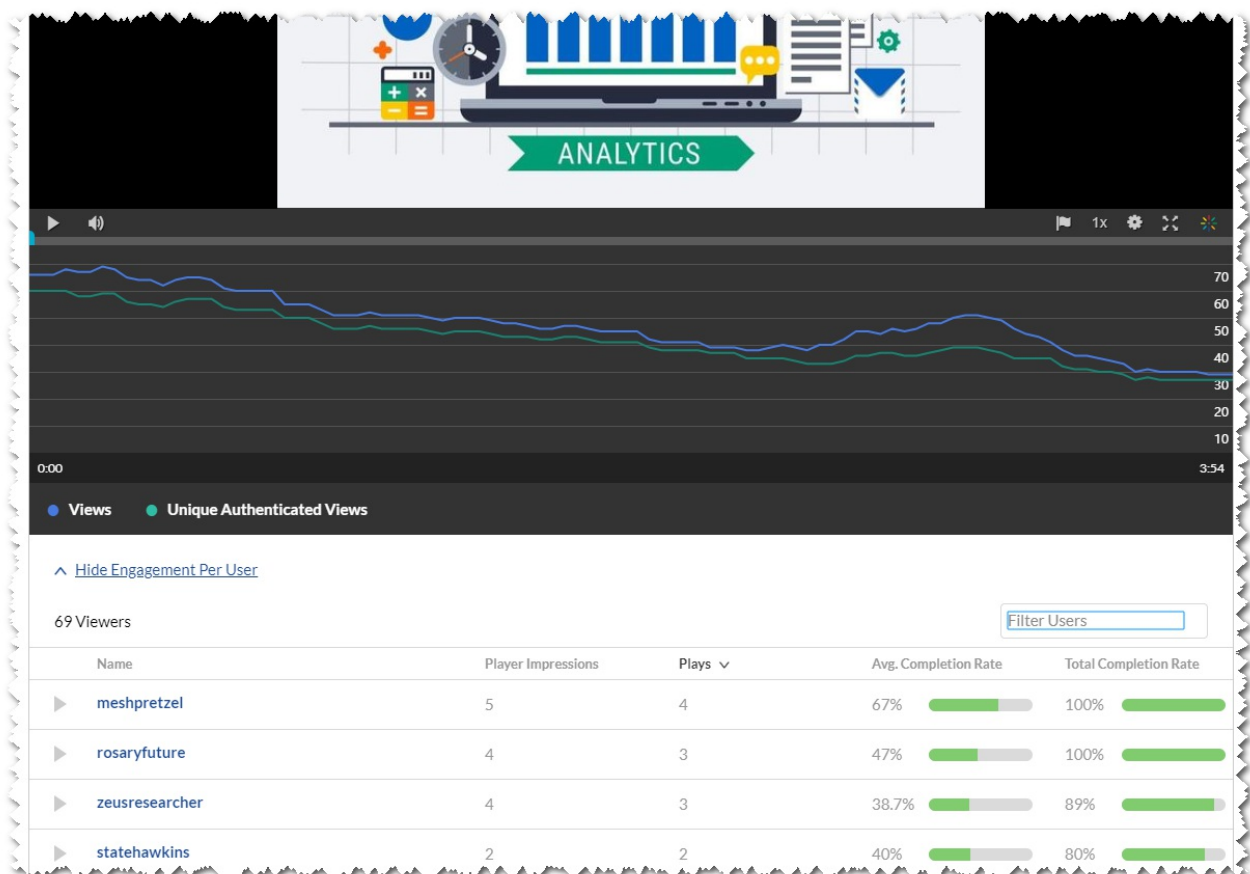 ANALYTICS
1x
70
60
50
40
30
20
10
0:00 3:54
Views Unique Authenticated Views
Hide Engagement Per User
69 Viewers Filter Users
Name Player Impressions Plays Avg. Completion Rate Total Completion Rate
meshpretzel 5 4 67% 100%
rosaryfuture 4 3 47% 100%
zeusresearcher 4 3 38.7% 89%
statehawkins 2 2 40% 80%